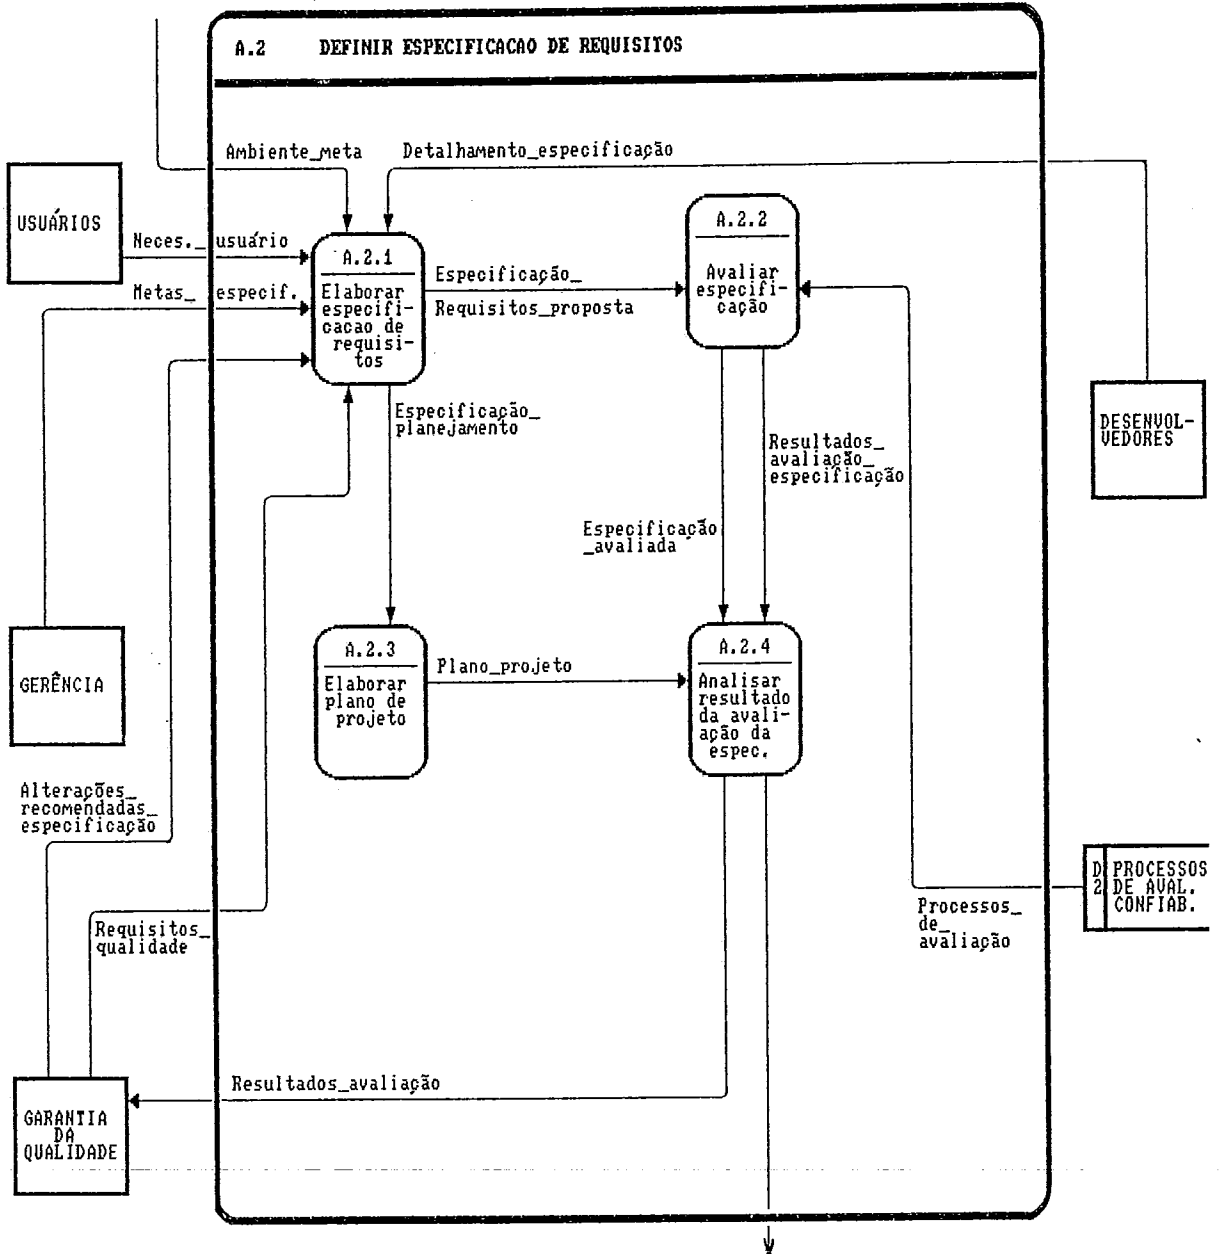 A.2 DEFINIR ESPECIFICACAO DE REQUISITOS
Ambiente_meta
Detalhamento_especificação
USUÁRIOS
Neces._usuário
Metas_especif.
A.2.1
Elaborar
especifi-
cacao de
requisi-
tos
Especificação_
Requisitos_proposta
A.2.2
Avaliar
especifi-
cação
Especificação_
planejamento
Resultados_
avaliação_
especificação
DESENVOL-
VEDORES
Especificação
_avaliada
GERÊNCIA
A.2.3
Elaborar
plano de
projeto
Plano_projeto
A.2.4
Analisar
resultado
da avali-
ação da
espec.
Alterações_
recomendadas_
especificação
D
2
PROCESSOS
DE AVAL.
CONFIAB.
Processos_
de_
avaliação
Requisitos_
qualidade
Resultados_avaliação
GARANTIA
DA
QUALIDADE